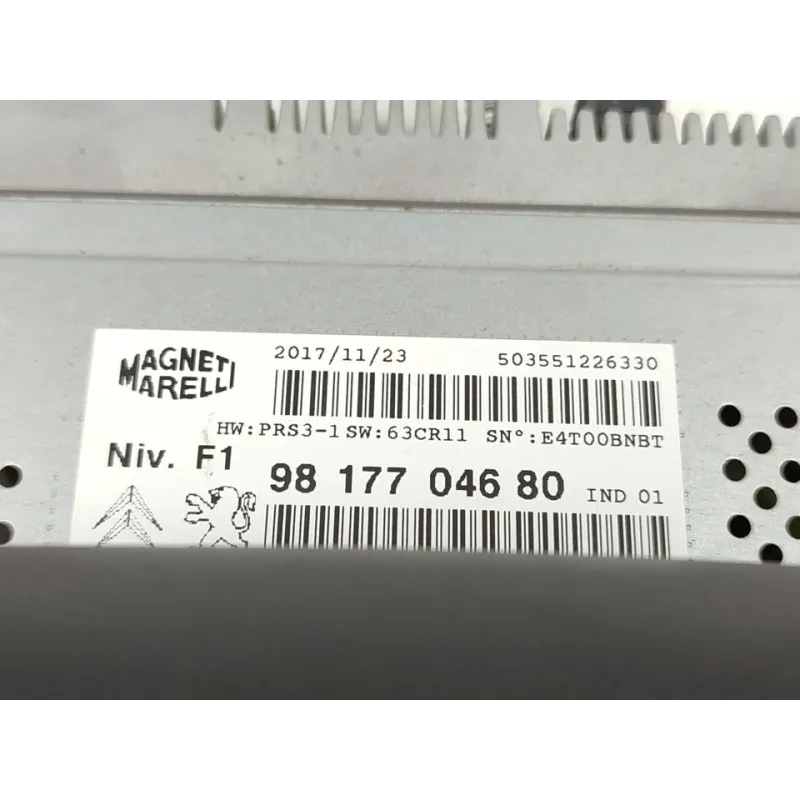 MAGNETI
MARELLI
2017/11/23 503551226330
HW:PRS3-1 SW:63CR11 SN°:E4T00BNBT
Niv. F1 98 177 046 80 IND 01